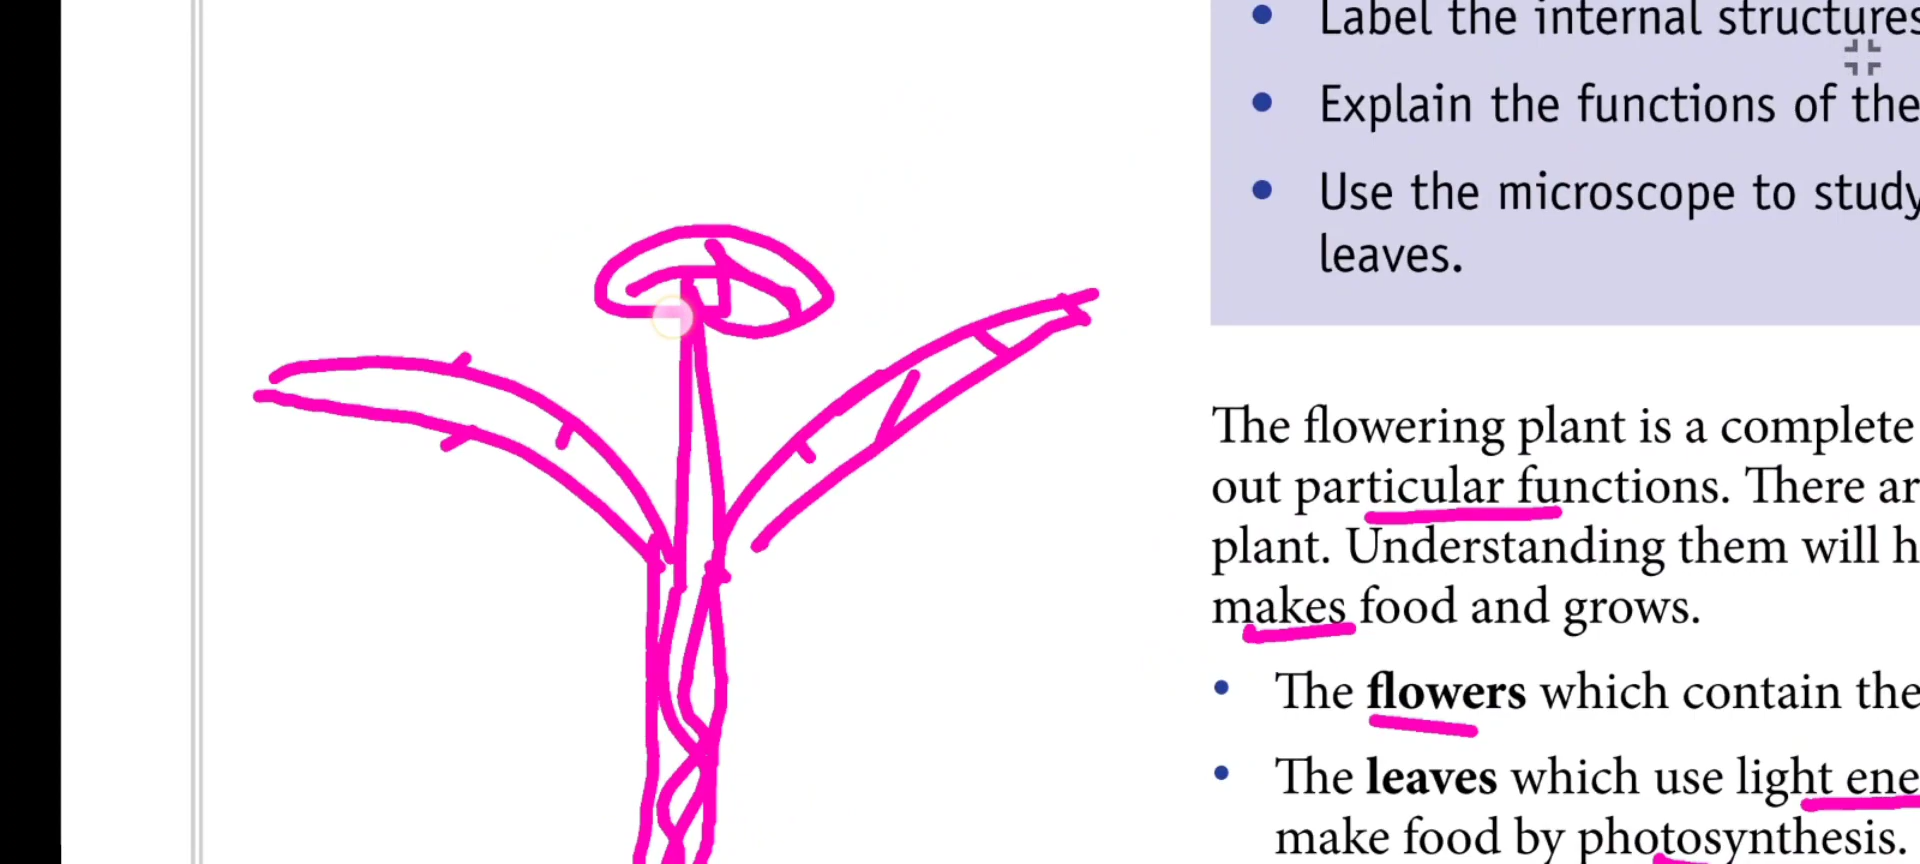 • Label the internal structures
• Explain the functions of the
• Use the microscope to study
leaves.
The flowering plant is a complete
out particular functions. There ar
plant. Understanding them will h
makes food and grows.
• The flowers which contain the
• The leaves which use light ene
make food by photosynthesis.